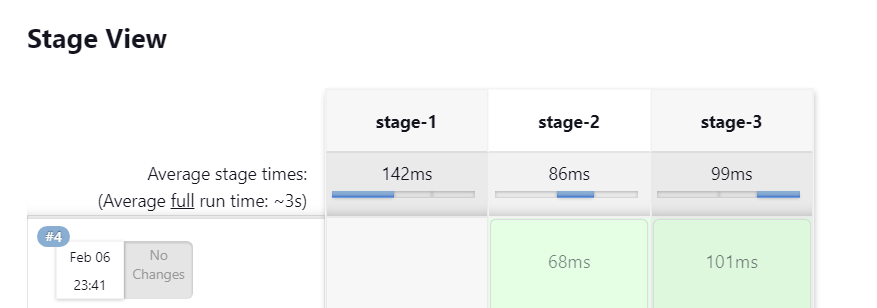 Stage View
stage-1 stage-2 stage-3
Average stage times: 142ms 86ms 99ms
(Average full run time: ~3s)
#4
Feb 06 No
Changes
23:41
68ms 101ms